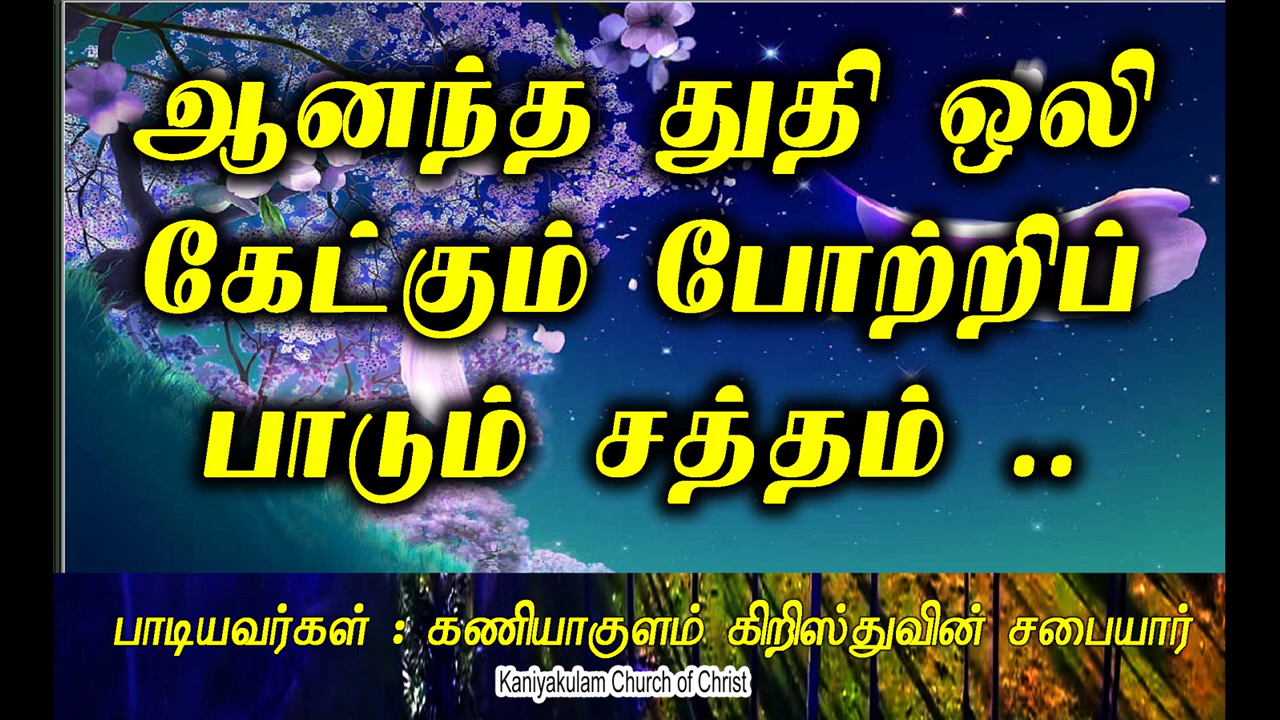 ஆனந்த துதி ஒலி
கேட்கும் போற்றிப்
பாடும் சத்தம் ..
பாடியவர்கள் : கணியாகுளம் கிறிஸ்துவின் சபையார்
Kaniyakulam Church of Christ